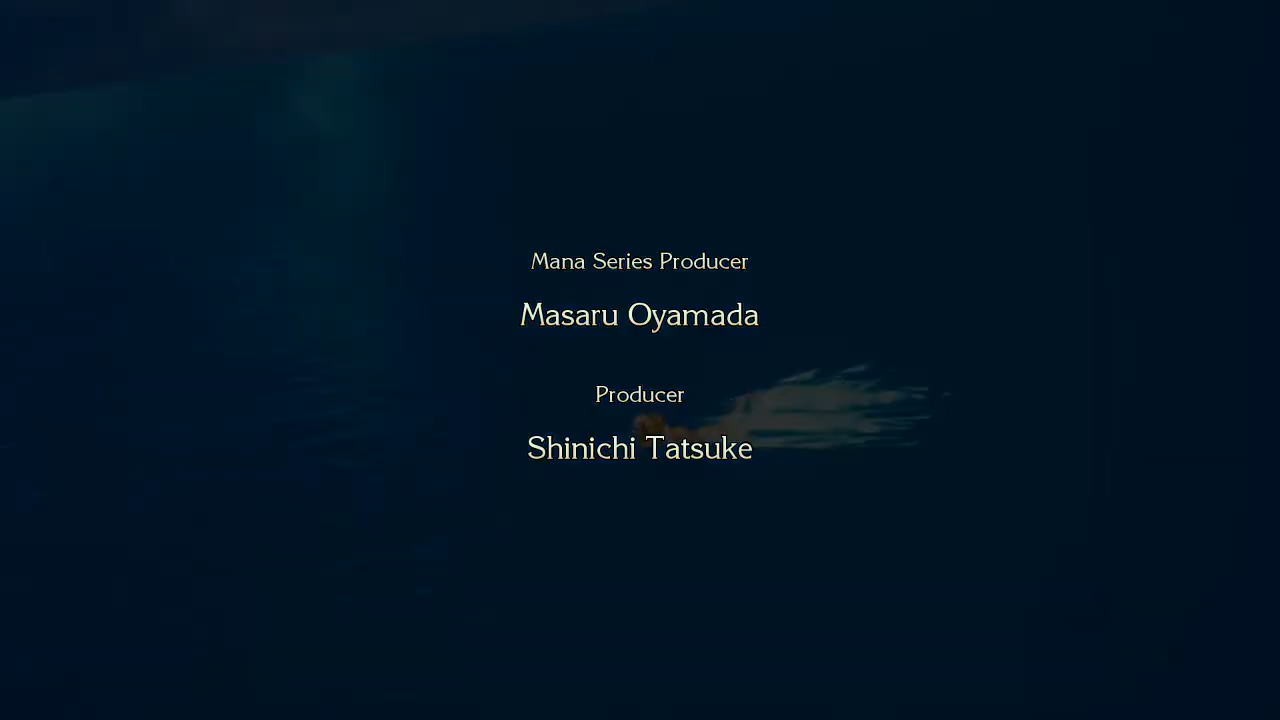 Mana Series Producer
Masaru Oyamada
Producer
Shinichi Tatsuke